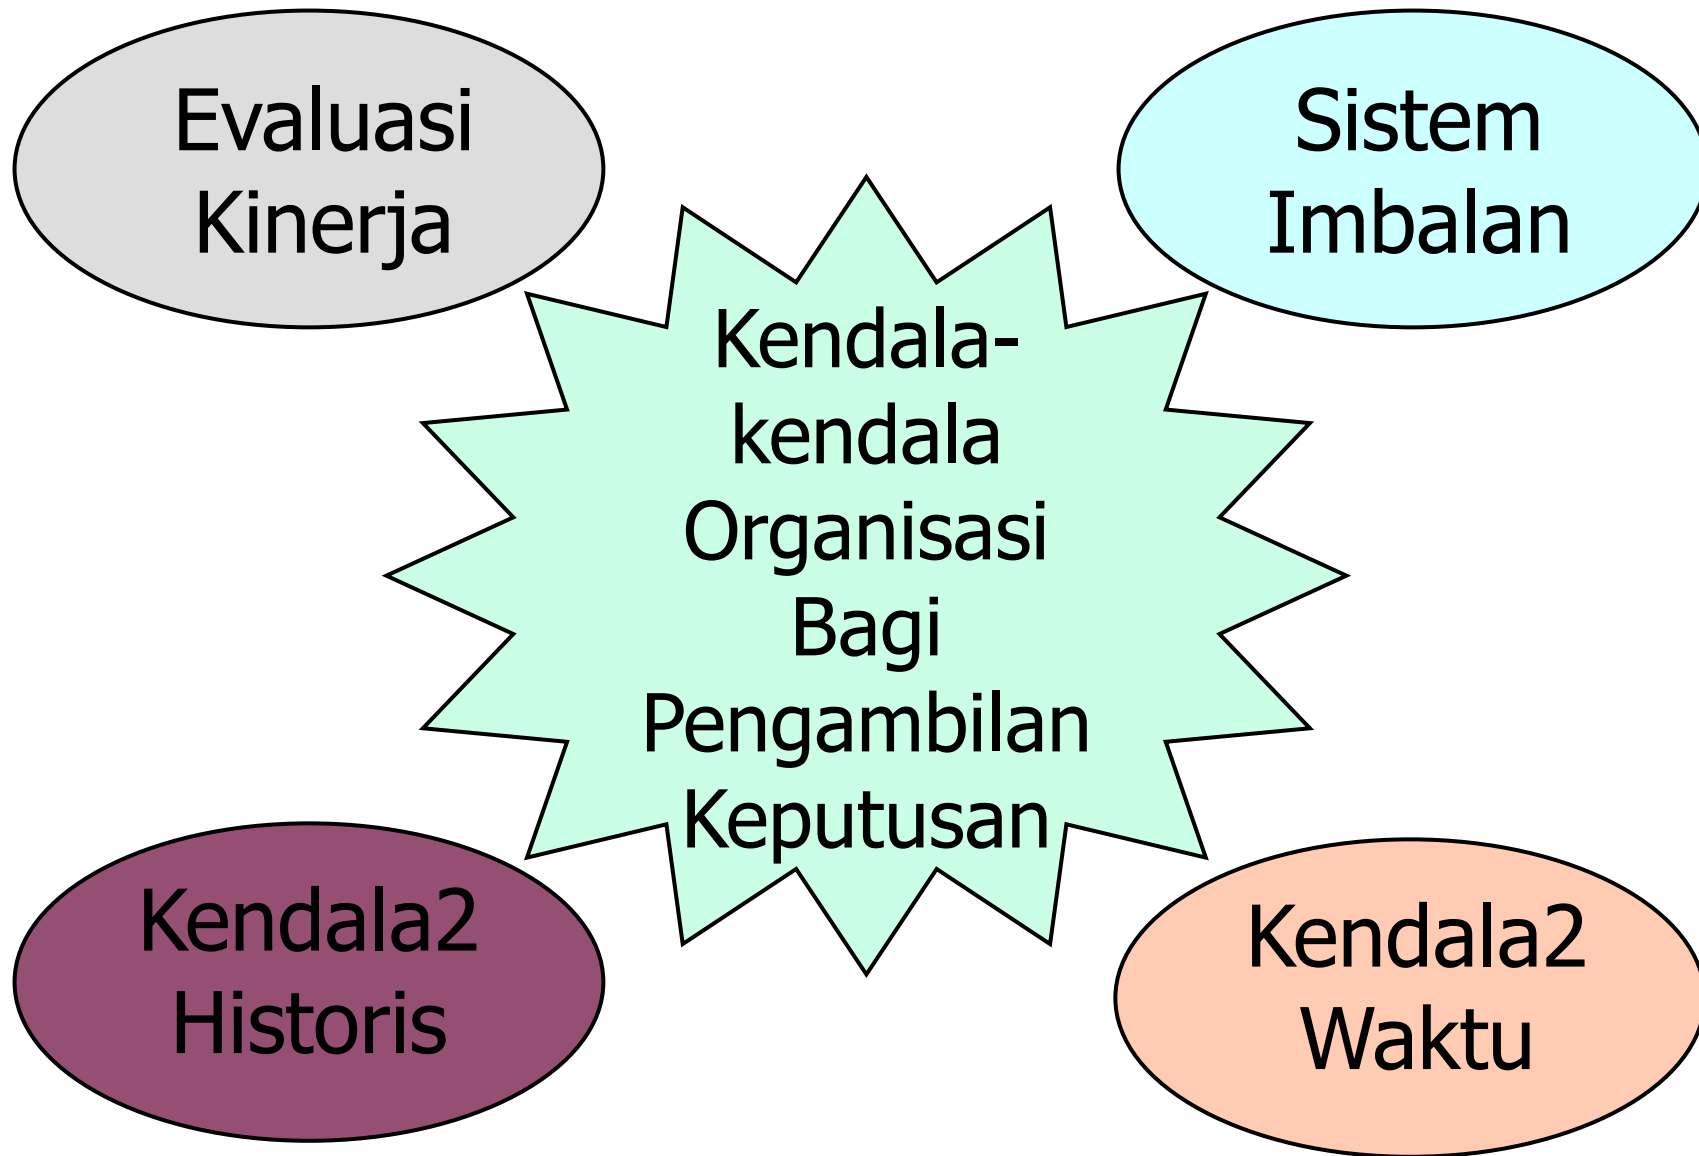 Evaluasi
Kinerja
Sistem
Imbalan
Kendala-
kendala
Organisasi
Bagi
Pengambilan
Keputusan
Kendala2
Historis
Kendala2
Waktu